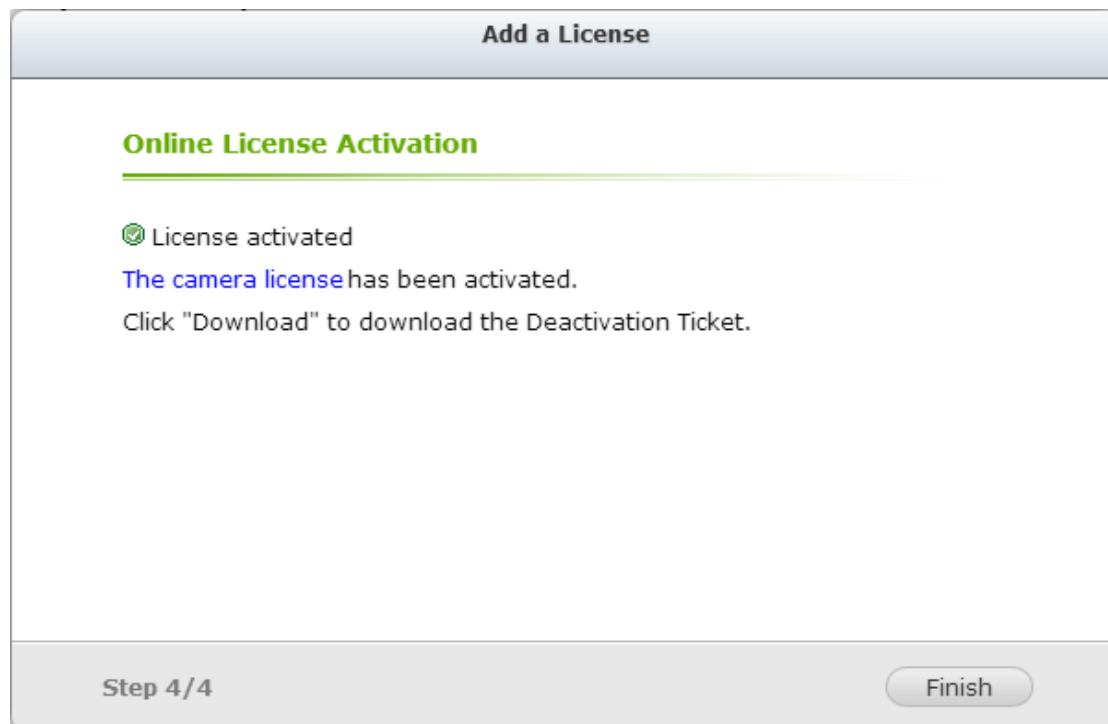 Add a License
Online License Activation
License activated
The camera license has been activated.
Click "Download" to download the Deactivation Ticket.
Step 4/4
Finish